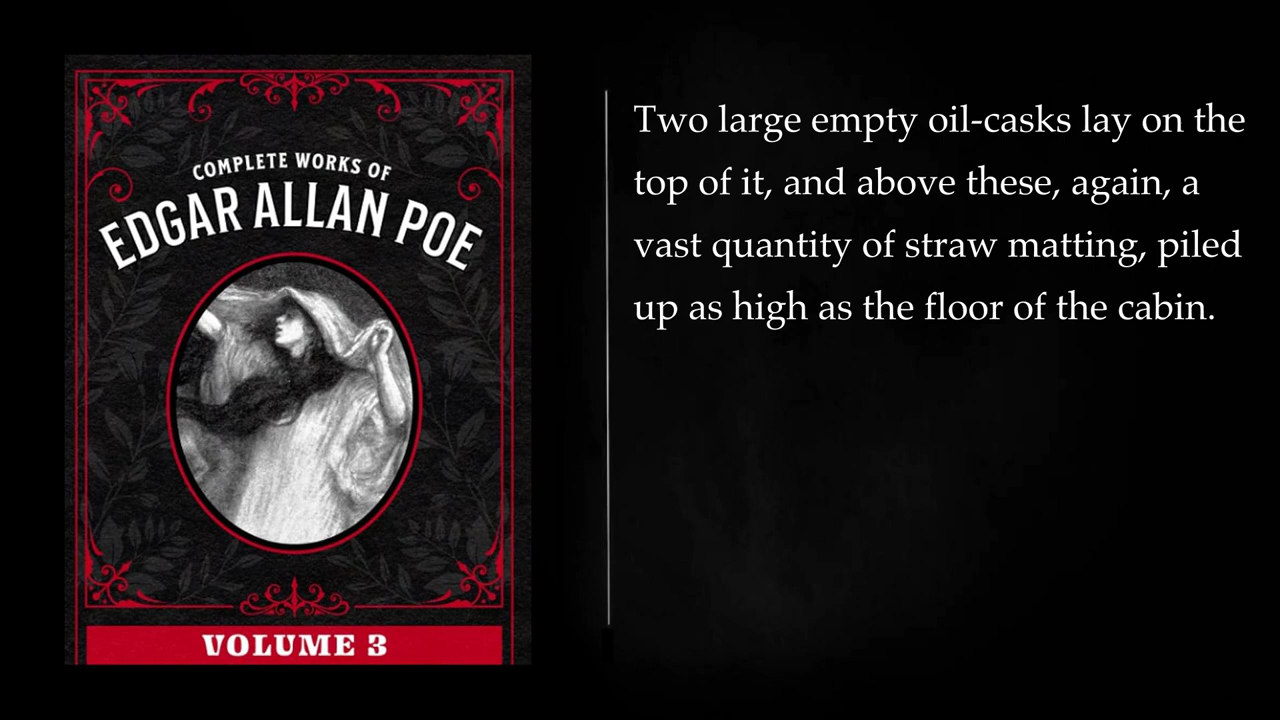 COMPLETE WORKS OF
EDGAR ALLAN POE
VOLUME 3
Two large empty oil-casks lay on the
top of it, and above these, again, a
vast quantity of straw matting, piled
up as high as the floor of the cabin.